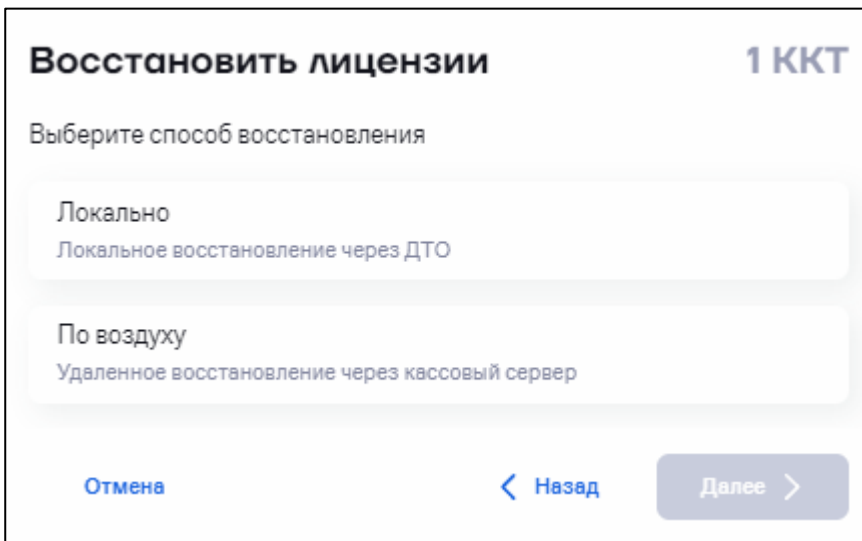 Восстановить лицензии 1 ККТ
Выберите способ восстановления
Локально
Локальное восстановление через ДТО
По воздуху
Удаленное восстановление через кассовый сервер
Отмена Назад Далее